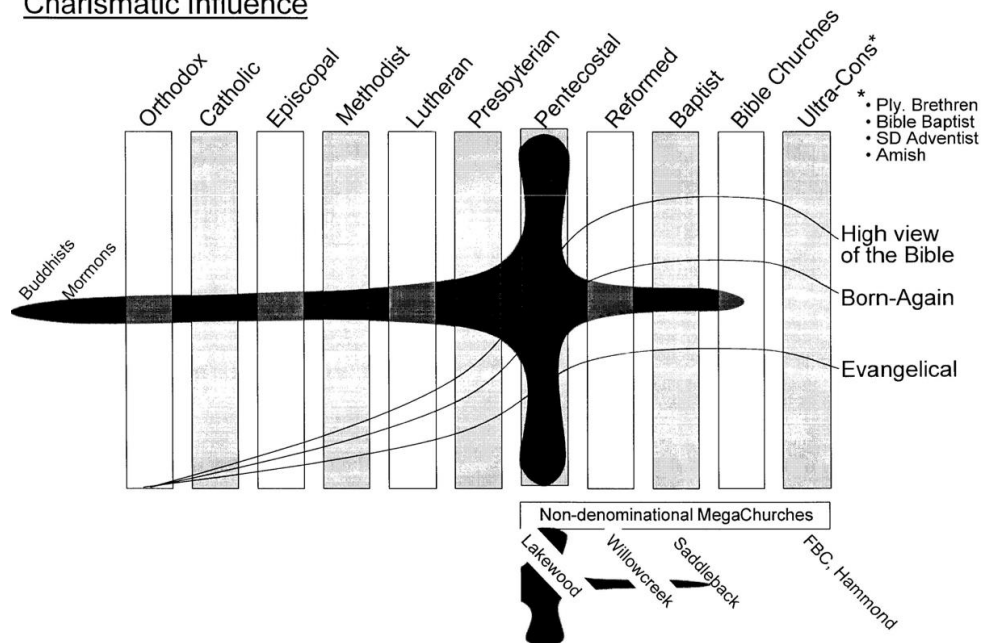 Charismatic Influence
Orthodox
Catholic
Episcopal
Methodist
Lutheran
Presbyterian
Pentecostal
Reformed
Baptist
Bible Churches
Ultra-Cons*
*
• Ply. Brethren
• Bible Baptist
• SD Adventist
• Amish
Buddhists
Mormons
High view
of the Bible
Born-Again
Evangelical
Non-denominational MegaChurches
Lakewood
Willowcreek
Saddleback
FBC, Hammond